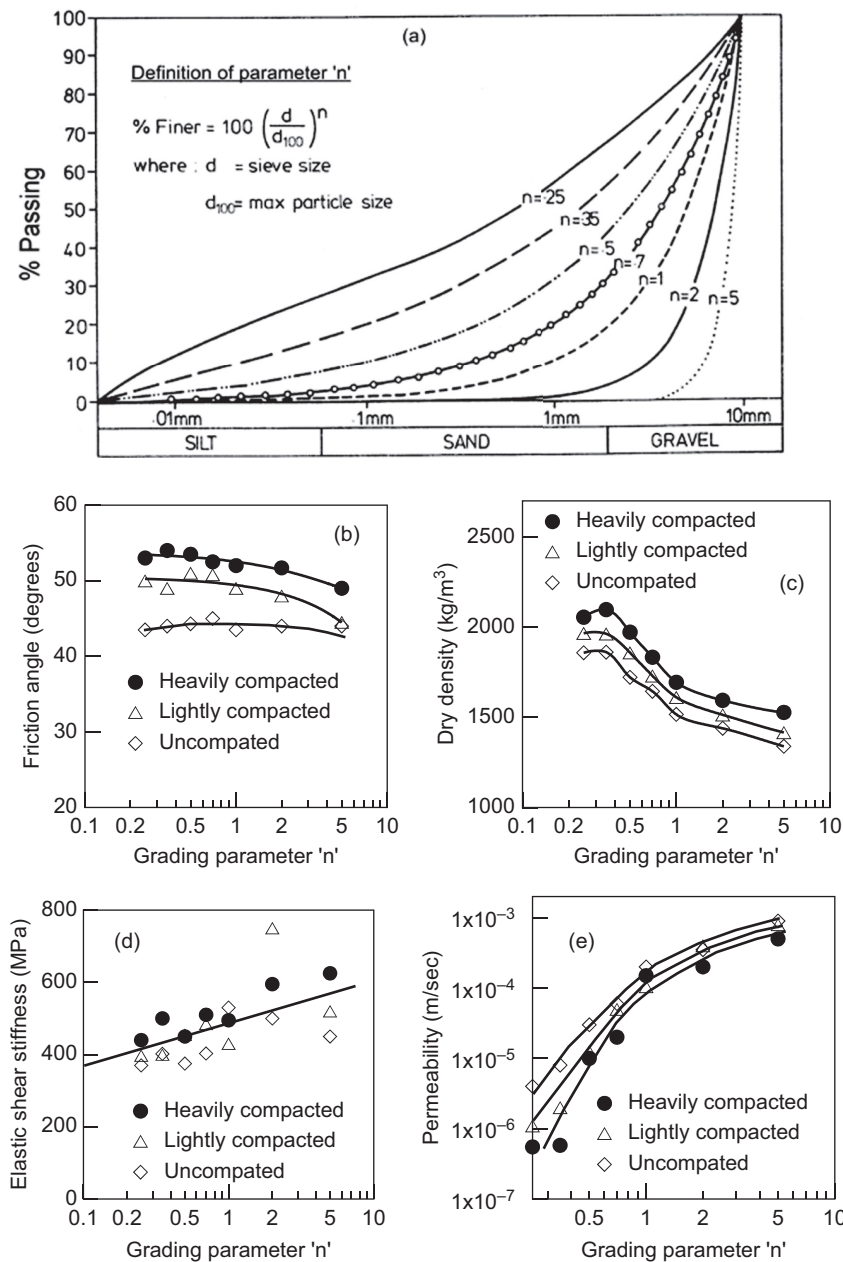 (a)
100
90
80
70
60
50
40
30
20
10
0
% Passing
Definition of parameter 'n'
% Finer = 100 (d/d100)^n
where : d = sieve size
d100 = max particle size
n=25
n=35
n=5
n=7
n=1
n=2
n=5
.01mm
.1mm
1mm
10mm
SILT
SAND
GRAVEL
(b)
60
50
40
30
20
Friction angle (degrees)
Heavily compacted
Lightly compacted
Uncompated
0.1
0.2
0.5
1
2
5
10
Grading parameter 'n'
(c)
2500
2000
1500
1000
Dry density (kg/m³)
Heavily compacted
Lightly compacted
Uncompated
0.1
0.2
0.5
1
2
5
10
Grading parameter 'n'
(d)
800
600
400
200
0
Elastic shear stiffness (MPa)
Heavily compacted
Lightly compacted
Uncompated
0.1
0.2
0.5
1
2
5
10
Grading parameter 'n'
(e)
1x10⁻³
1x10⁻⁴
1x10⁻⁵
1x10⁻⁶
1x10⁻⁷
Permeability (m/sec)
Heavily compacted
Lightly compacted
Uncompated
0.5
1
2
5
10
Grading parameter 'n'